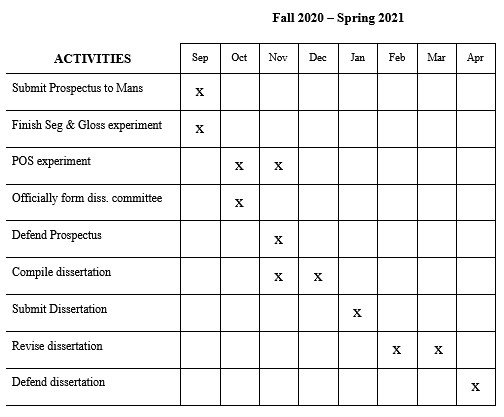 Fall 2020 – Spring 2021
ACTIVITIES Sep Oct Nov Dec Jan Feb Mar Apr
Submit Prospectus to Mans X
Finish Seg & Gloss experiment X
POS experiment X X
Officially form diss. committee X
Defend Prospectus X
Compile dissertation X X
Submit Dissertation X
Revise dissertation X X
Defend dissertation X